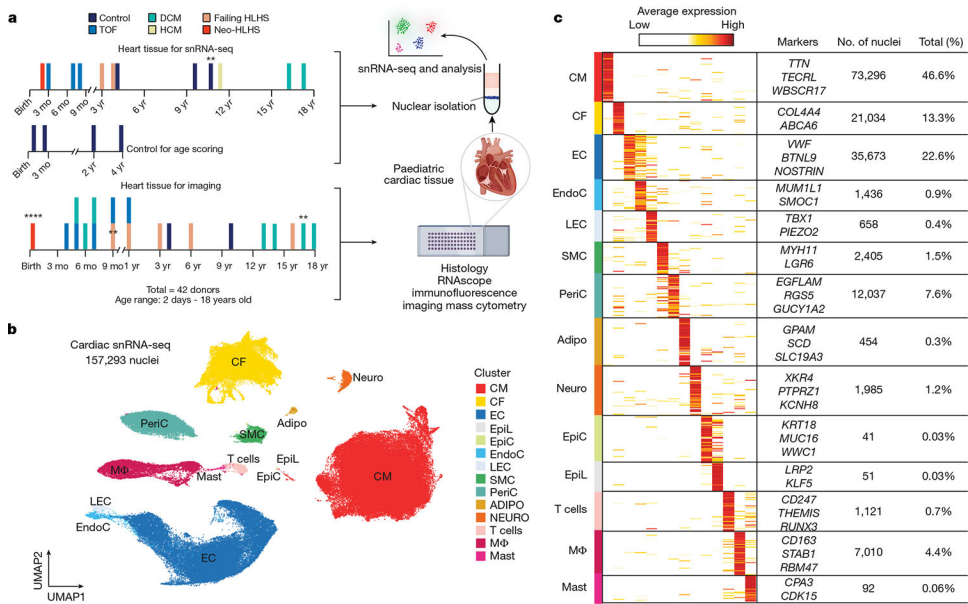 a
Control
DCM
Failing HLHS
TOF
HCM
Neo-HLHS
Heart tissue for snRNA-seq
**
Birth
3 mo
6 mo
9 mo
3 yr
6 yr
9 yr
12 yr
15 yr
18 yr
Birth
3 mo
2 yr
4 yr
Control for age scoring
Heart tissue for imaging
****
**
**
Birth
3 mo
6 mo
9 mo
1 yr
3 yr
6 yr
9 yr
12 yr
15 yr
18 yr
Total = 42 donors
Age range: 2 days - 18 years old
snRNA-seq and analysis
Nuclear isolation
Paediatric
cardiac tissue
Histology
RNAscope
immunofluorescence
imaging mass cytometry
b
Cardiac snRNA-seq
157,293 nuclei
CF
Neuro
Adipo
PeriC
SMC
T cells
EpiL
MΦ
Mast
EpiC
CM
LEC
EndoC
EC
UMAP2
UMAP1
Cluster
CM
CF
EC
EpiL
EpiC
EndoC
LEC
SMC
PeriC
ADIPO
NEURO
T cells
MΦ
Mast
c
Average expression
Low High
Markers No. of nuclei Total (%)
CM TTN TECRL WBSCR17 73,296 46.6%
CF COL4A4 ABCA6 21,034 13.3%
EC VWF BTNL9 NOSTRIN 35,673 22.6%
EndoC MUM1L1 SMOC1 1,436 0.9%
LEC TBX1 PIEZO2 658 0.4%
SMC MYH11 LGR6 2,405 1.5%
PeriC EGFLAM RGS5 GUCY1A2 12,037 7.6%
Adipo GPAM SCD SLC19A3 454 0.3%
Neuro XKR4 PTPRZ1 KCNH8 1,985 1.2%
EpiC KRT18 MUC16 WWC1 41 0.03%
EpiL LRP2 KLF5 51 0.03%
T cells CD247 THEMIS RUNX3 1,121 0.7%
MΦ CD163 STAB1 RBM47 7,010 4.4%
Mast CPA3 CDK15 92 0.06%